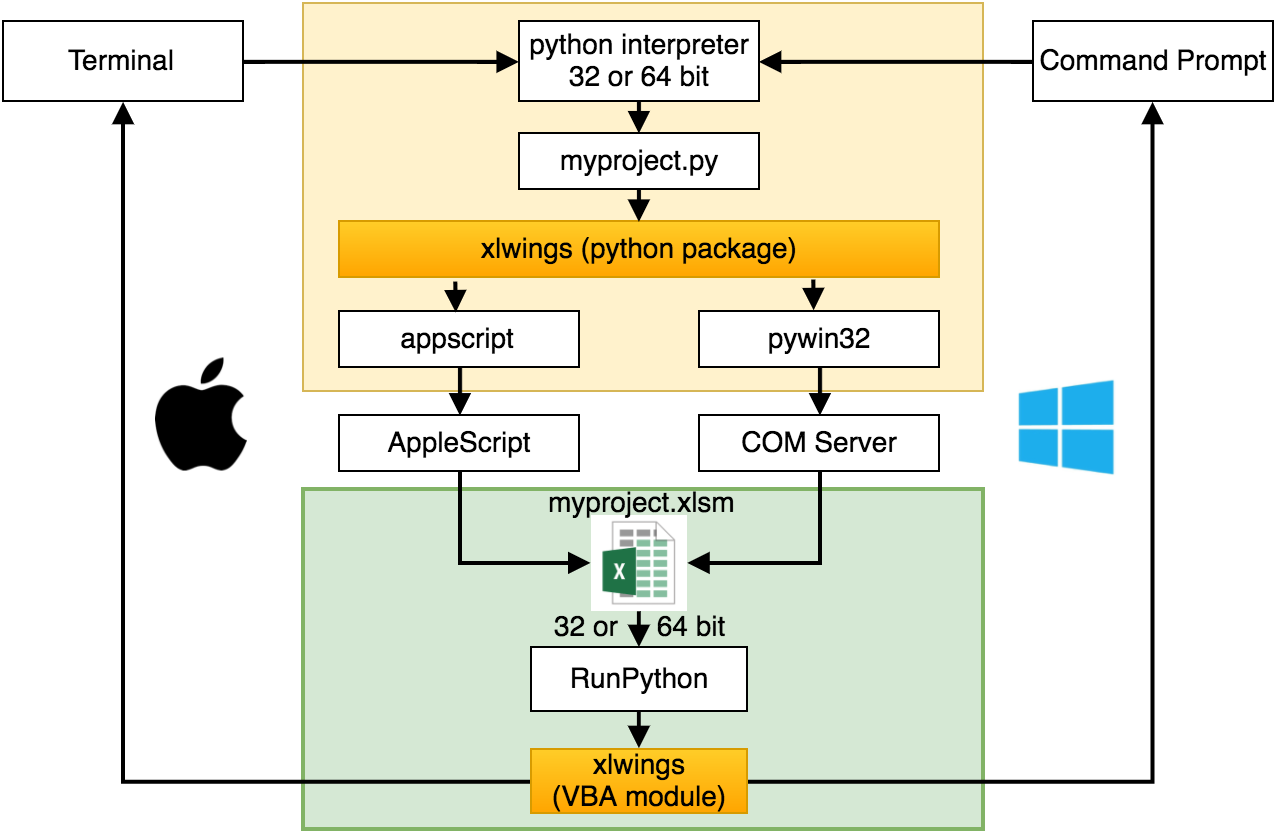 Terminal
python interpreter
32 or 64 bit
Command Prompt
myproject.py
xlwings (python package)
appscript
pywin32
AppleScript
COM Server
myproject.xlsm
X
32 or 64 bit
RunPython
xlwings
(VBA module)